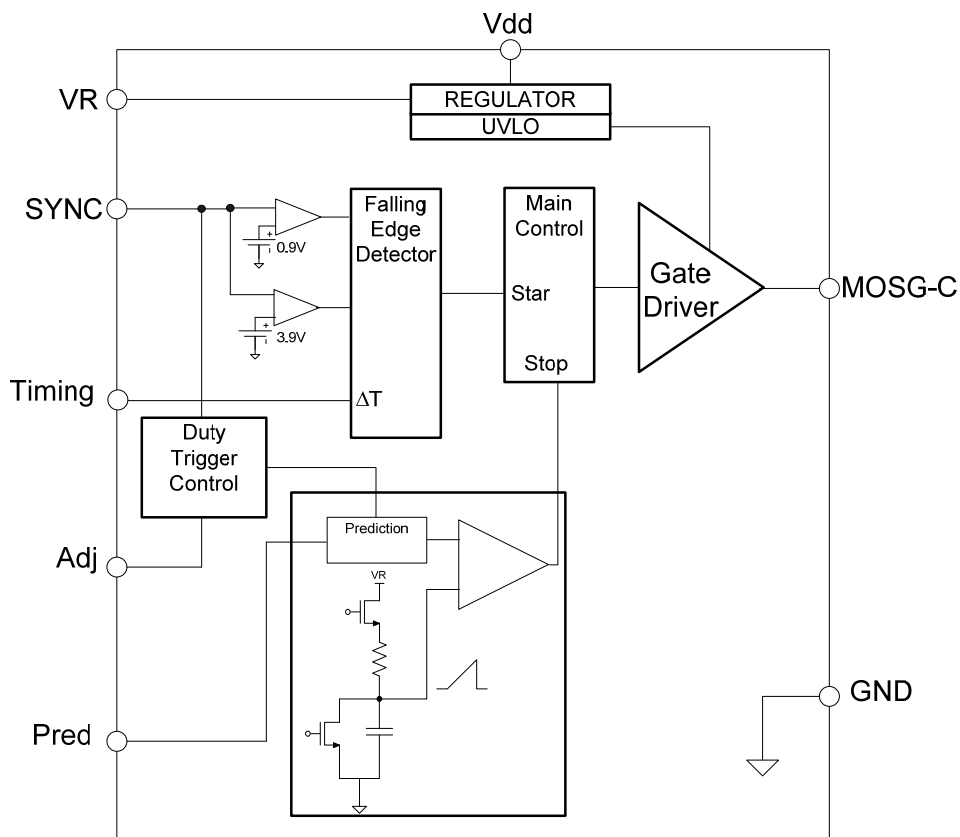 Vdd
VR
REGULATOR
UVLO
SYNC
Falling
Edge
Detector
0.9V
3.9V
Main
Control
Star
Stop
Gate
Driver
MOSG-C
Timing
ΔT
Duty
Trigger
Control
Prediction
Adj
VR
Pred
GND